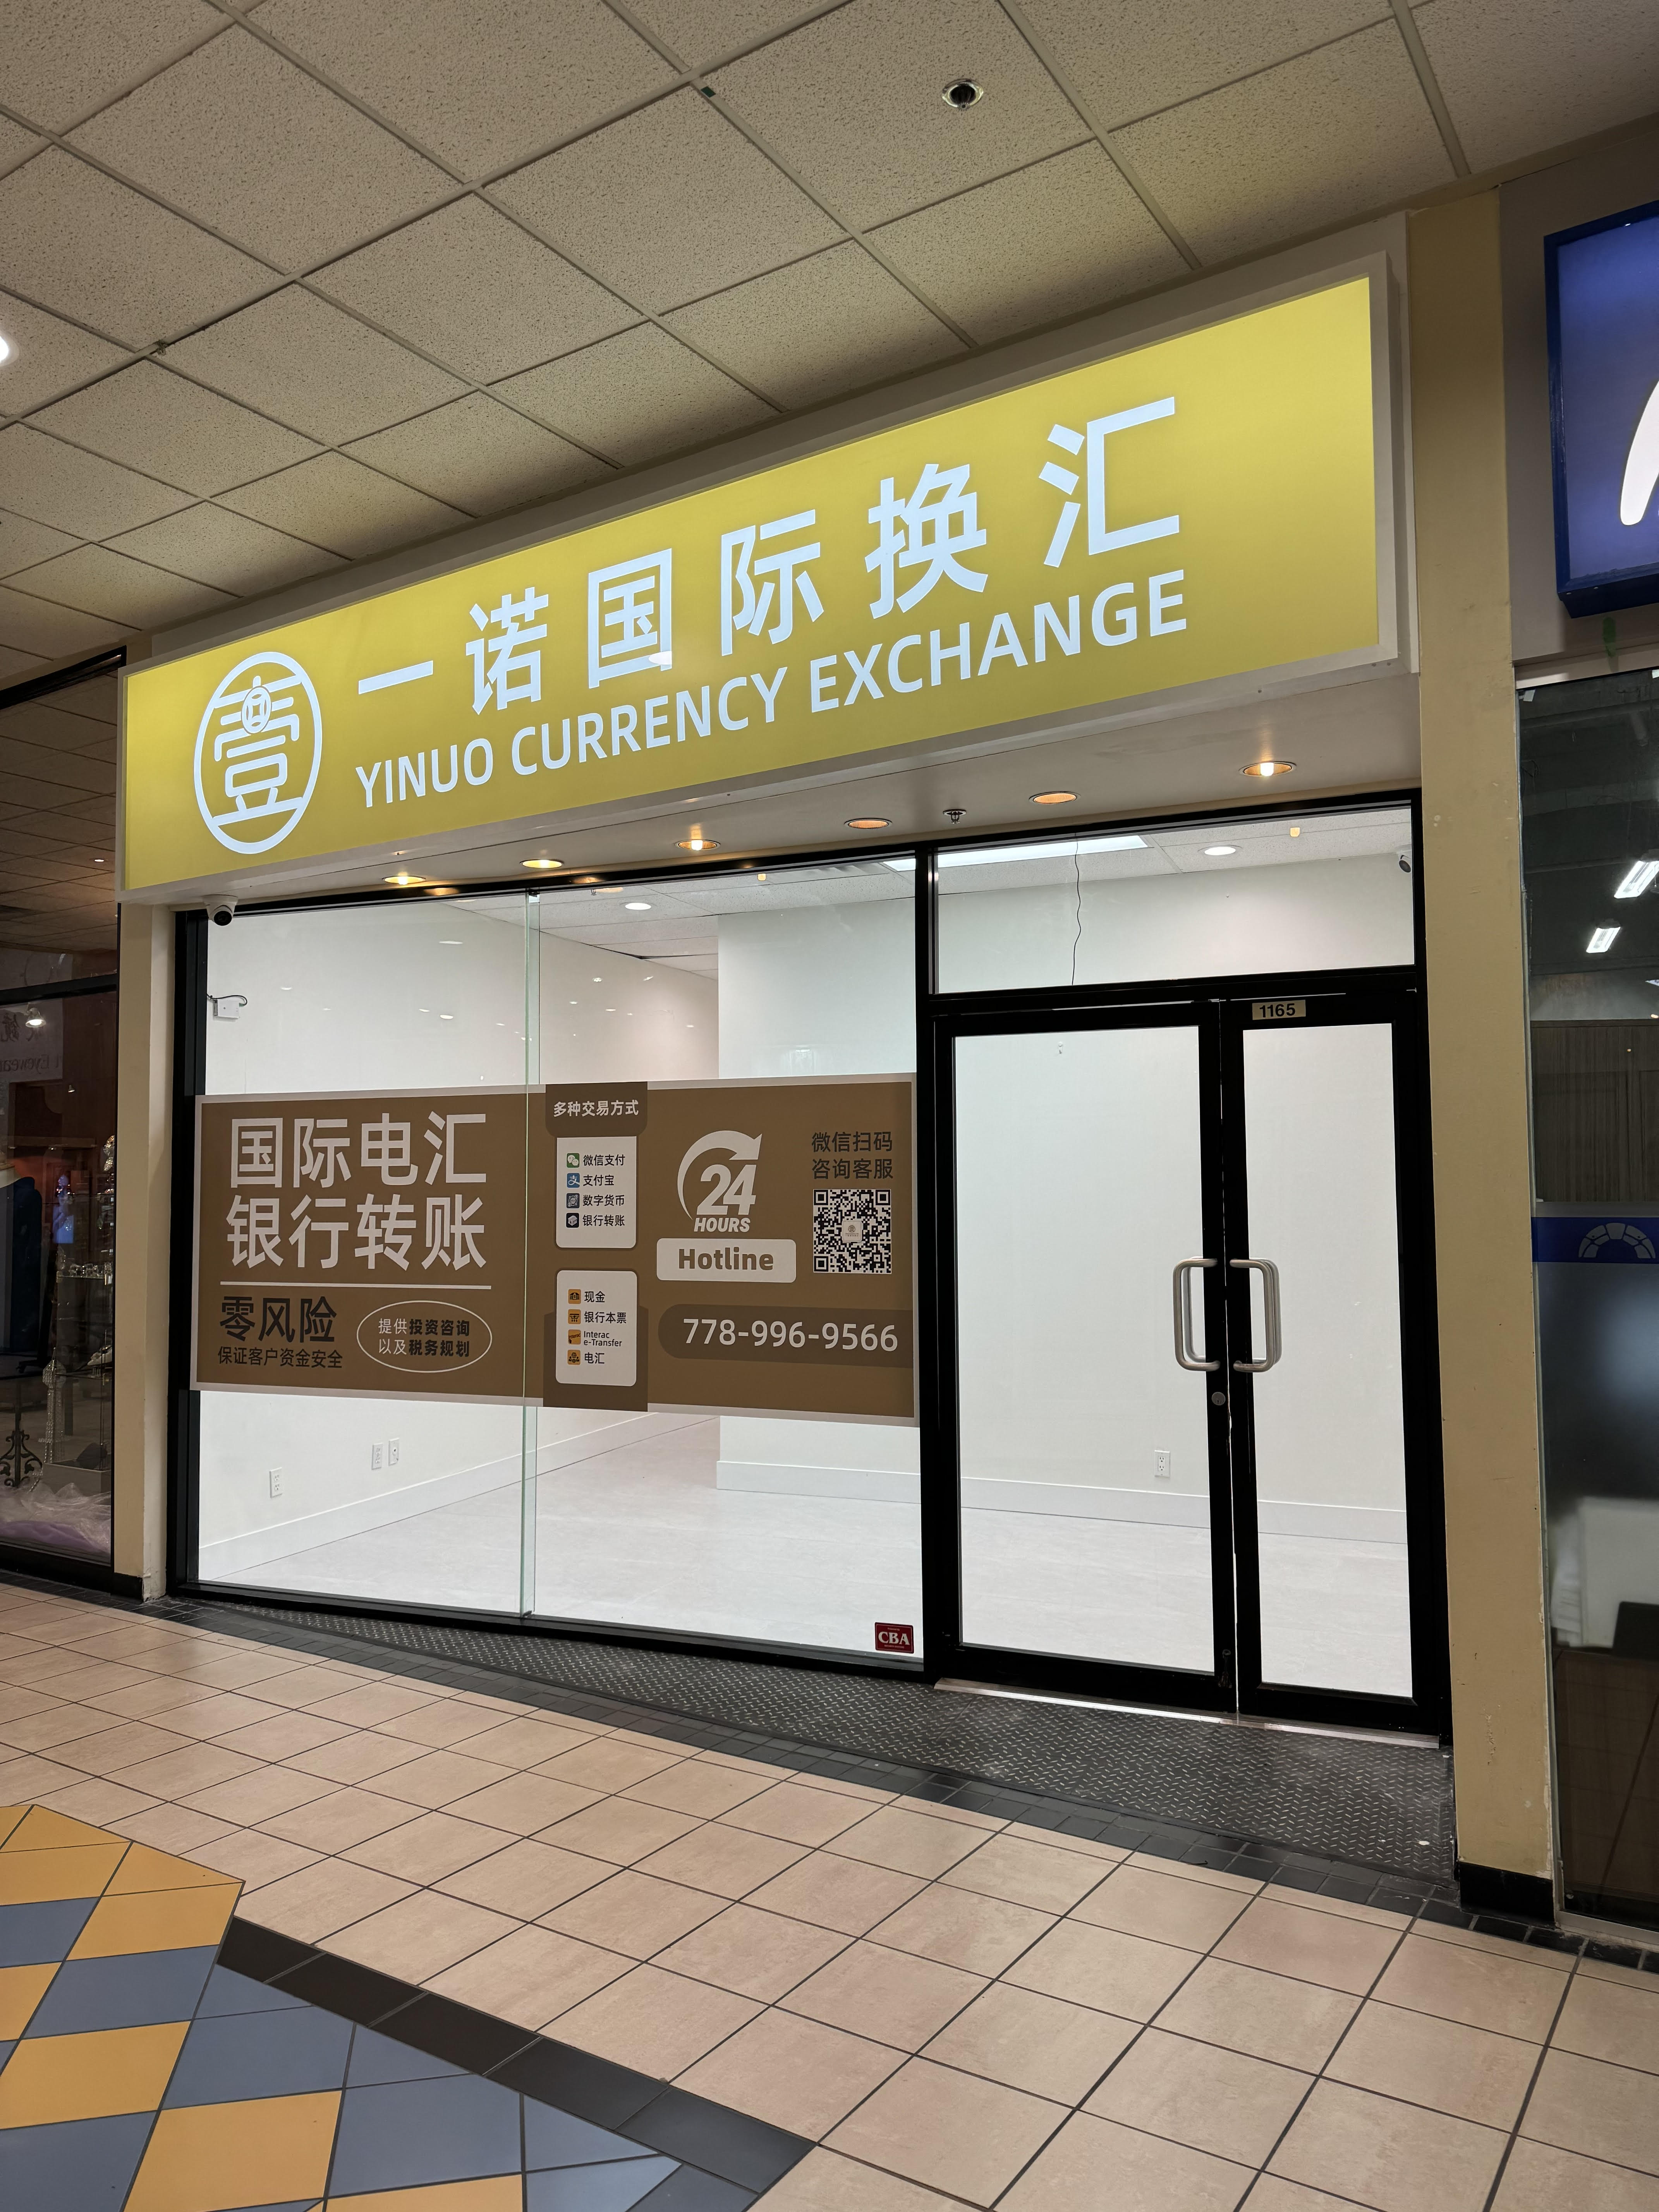 壹
一诺国际换汇
YINUO CURRENCY EXCHANGE
1165
国际电汇
银行转账
零风险
保证客户资金安全
提供投资咨询
以及税务规划
多种交易方式
微信支付
支付宝
数字货币
银行转账
现金
银行本票
Interac
e-Transfer
电汇
24
HOURS
Hotline
778-996-9566
微信扫码
咨询客服
CBA